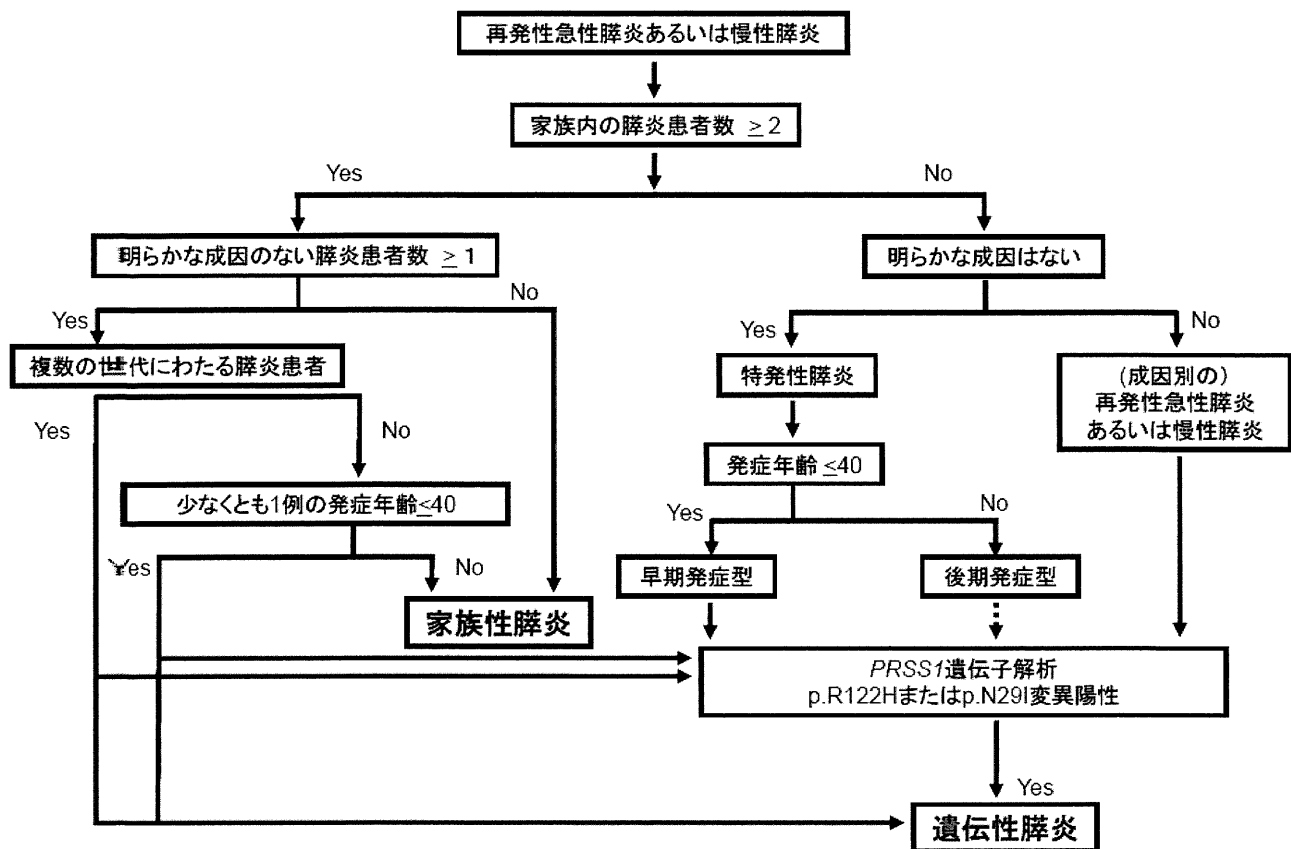 再発性急性膵炎あるいは慢性膵炎
家族内の膵炎患者数 ≥2
Yes
No
明らかな成因のない膵炎患者数 ≥1
明らかな成因はない
Yes
No
Yes
No
複数の世代にわたる膵炎患者
特発性膵炎
(成因別の)
再発性急性膵炎
あるいは慢性膵炎
Yes
No
発症年齢 ≤40
少なくとも1例の発症年齢≤40
Yes
No
Yes
No
早期発症型
後期発症型
家族性膵炎
PRSS1遺伝子解析
p.R122Hまたはp.N29I変異陽性
Yes
遺伝性膵炎